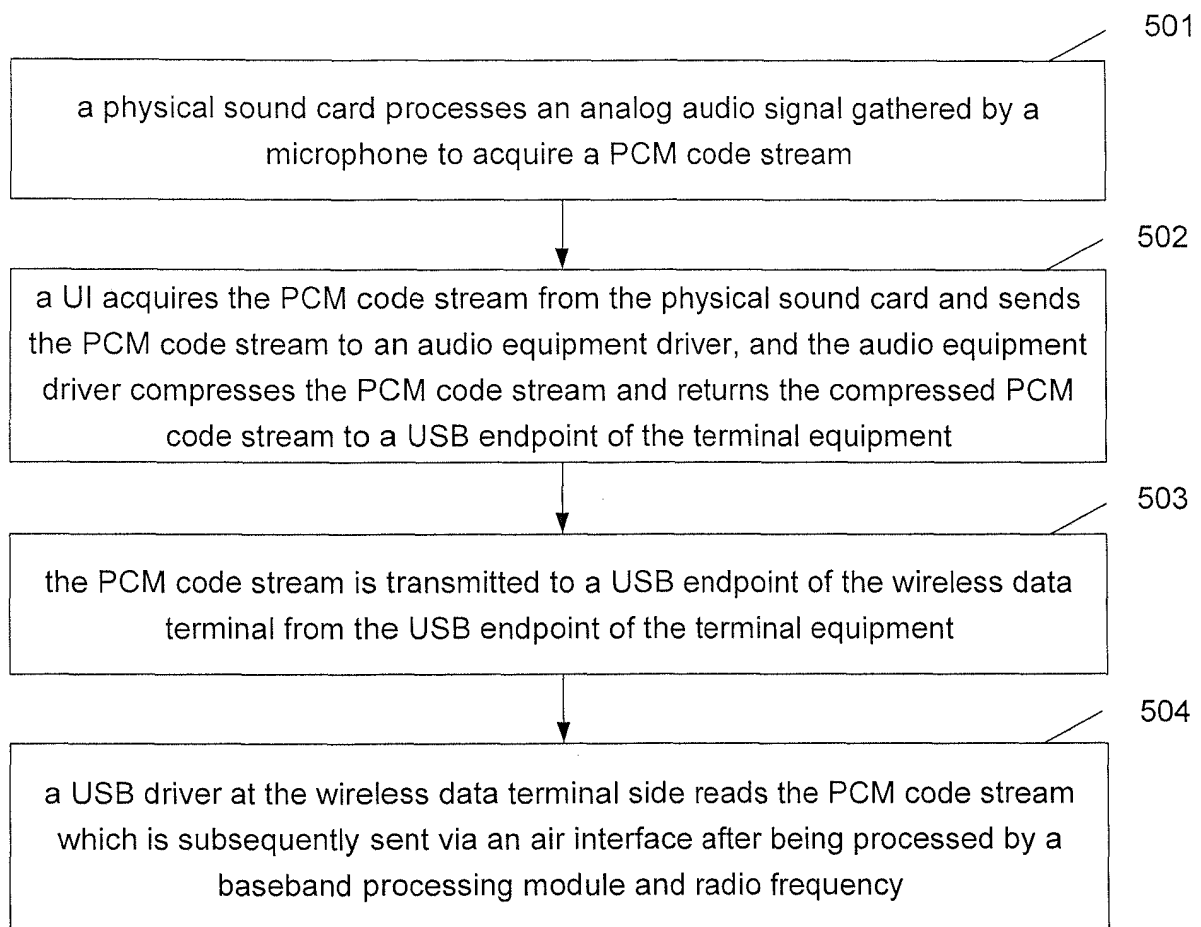 501
a physical sound card processes an analog audio signal gathered by a
microphone to acquire a PCM code stream
502
a UI acquires the PCM code stream from the physical sound card and sends
the PCM code stream to an audio equipment driver, and the audio equipment
driver compresses the PCM code stream and returns the compressed PCM
code stream to a USB endpoint of the terminal equipment
503
the PCM code stream is transmitted to a USB endpoint of the wireless data
terminal from the USB endpoint of the terminal equipment
504
a USB driver at the wireless data terminal side reads the PCM code stream
which is subsequently sent via an air interface after being processed by a
baseband processing module and radio frequency